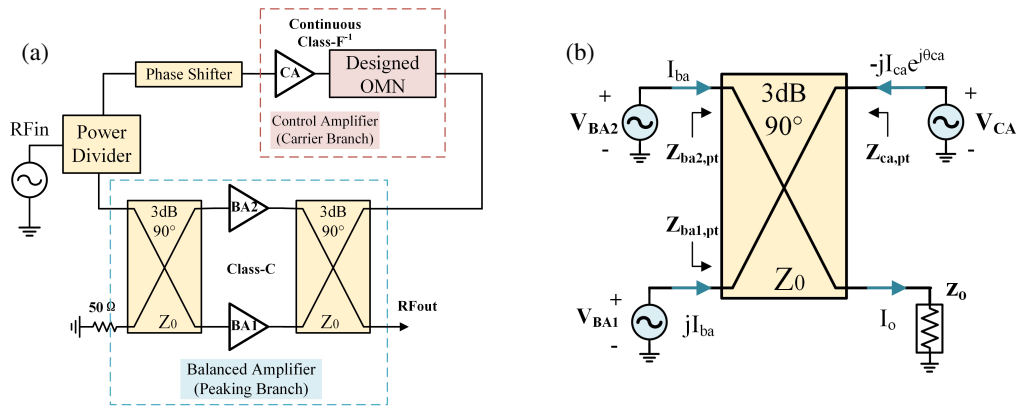 (a)
Continuous
Class-F⁻¹
Phase Shifter
CA
Designed
OMN
Control Amplifier
(Carrier Branch)
RFin
Power
Divider
3dB
90°
Z0
BA2
Class-C
BA1
3dB
90°
Z0
50 Ω
RFout
Balanced Amplifier
(Peaking Branch)
(b)
Iba
-jIcae^jθca
+
VBA2
-
3dB
90°
+
VCA
-
Zba2,pt
Zca,pt
Zba1,pt
Z0
+
VBA1
-
jIba
Io
Zo